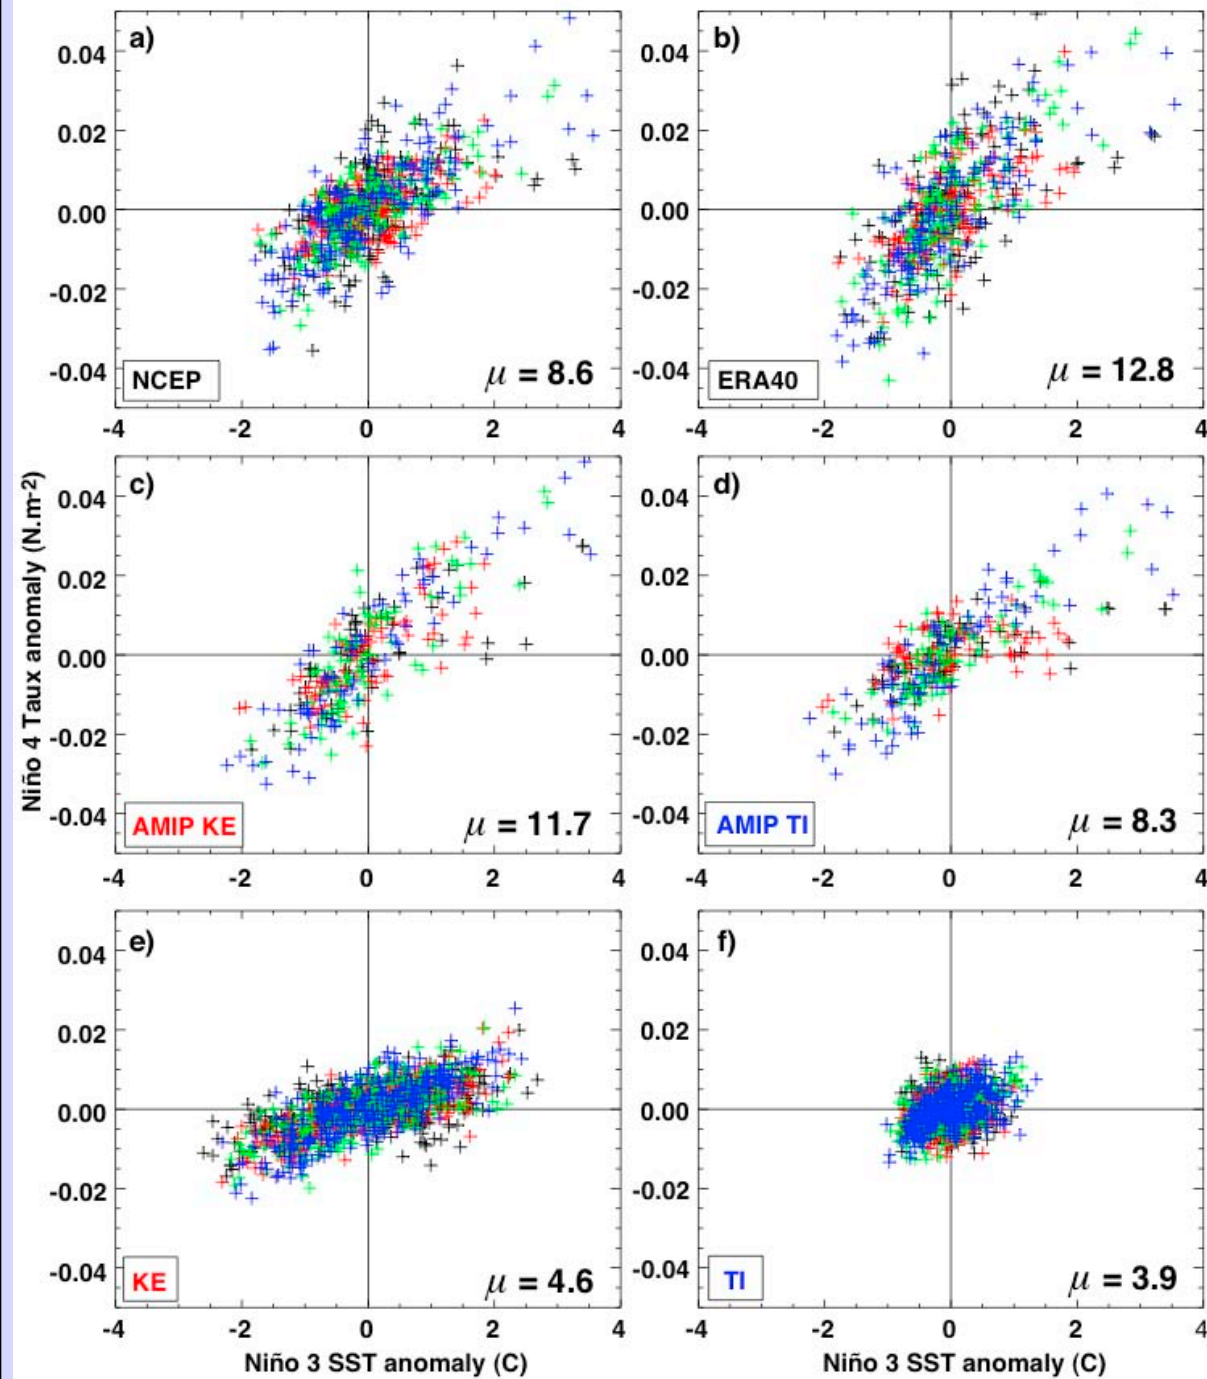 a)
0.04
0.02
0.00
-0.02
-0.04
NCEP
μ = 8.6
-4 -2 0 2 4
b)
0.04
0.02
0.00
-0.02
-0.04
ERA40
μ = 12.8
-4 -2 0 2 4
Niño 4 Taux anomaly (N.m-2)
c)
0.04
0.02
0.00
-0.02
-0.04
AMIP KE
μ = 11.7
-4 -2 0 2 4
d)
0.04
0.02
0.00
-0.02
-0.04
AMIP TI
μ = 8.3
-4 -2 0 2 4
e)
0.04
0.02
0.00
-0.02
-0.04
KE
μ = 4.6
-4 -2 0 2 4
Niño 3 SST anomaly (C)
f)
0.04
0.02
0.00
-0.02
-0.04
TI
μ = 3.9
-4 -2 0 2 4
Niño 3 SST anomaly (C)